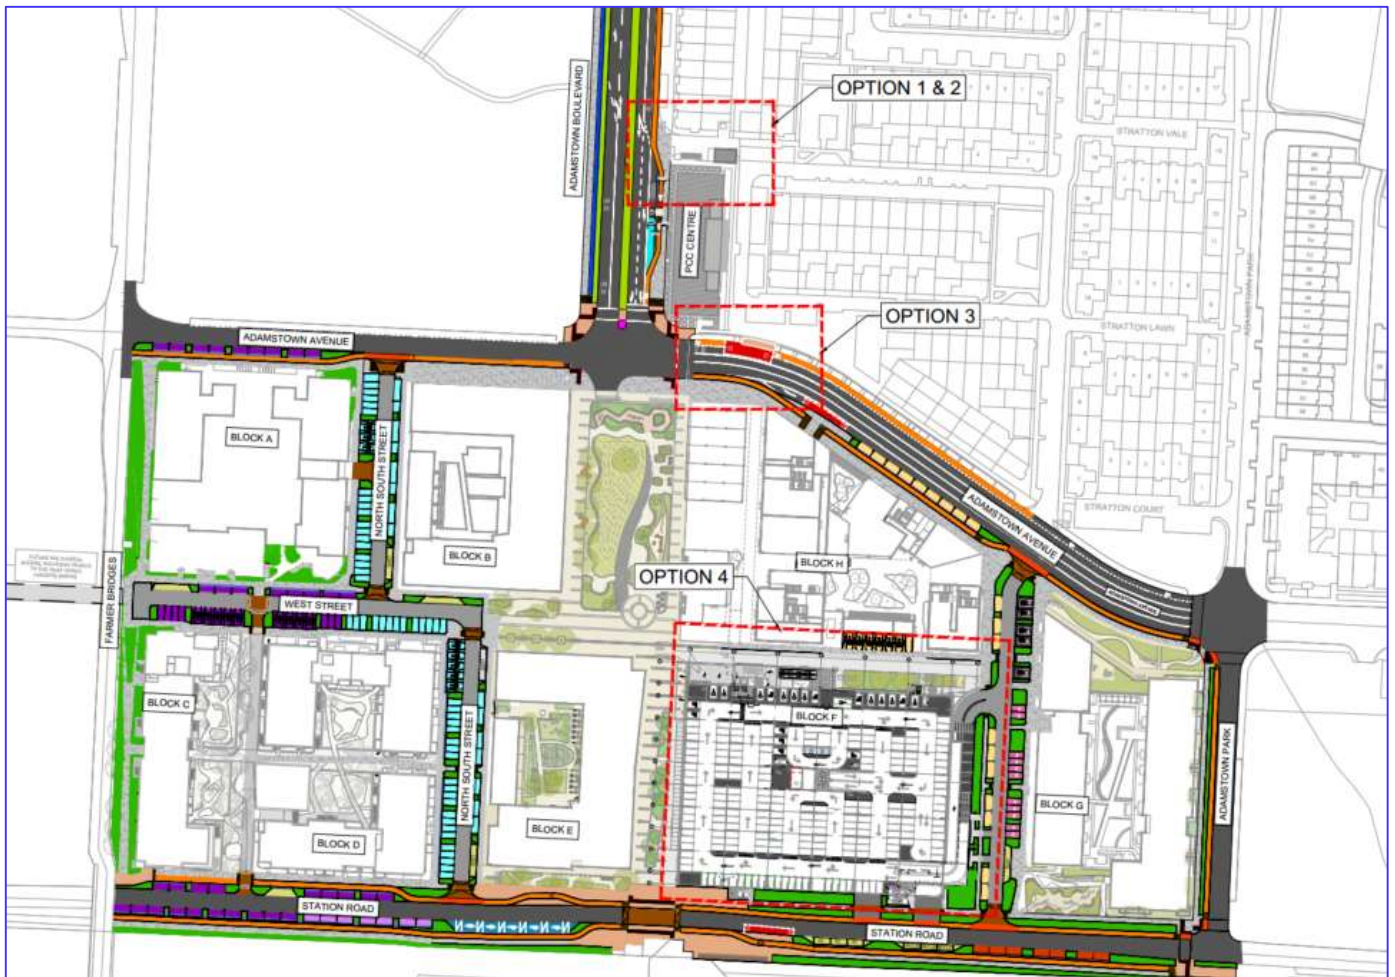 OPTION 1 & 2
ADAMSTOWN BOULEVARD
STRATTON VALE
PCC CENTRE
ADAMSTOWN PARK
OPTION 3
STRATTON LAWN
ADAMSTOWN AVENUE
BLOCK A
NORTH SOUTH STREET
BLOCK B
ADAMSTOWN AVENUE
STRATTON COURT
BLOCK H
OPTION 4
FARMER BRIDGES
WEST STREET
BLOCK C
BLOCK F
NORTH SOUTH STREET
ADAMSTOWN PARK
BLOCK G
BLOCK E
BLOCK D
STATION ROAD
STATION ROAD